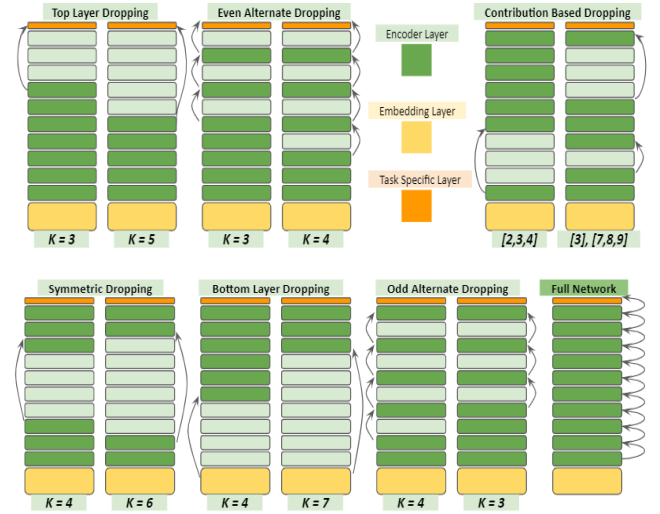 Top Layer Dropping
Even Alternate Dropping
Contribution Based Dropping
Encoder Layer
Embedding Layer
Task Specific Layer
K = 3
K = 5
K = 3
K = 4
[2,3,4]
[3], [7,8,9]
Symmetric Dropping
Bottom Layer Dropping
Odd Alternate Dropping
Full Network
K = 4
K = 6
K = 4
K = 7
K = 4
K = 3